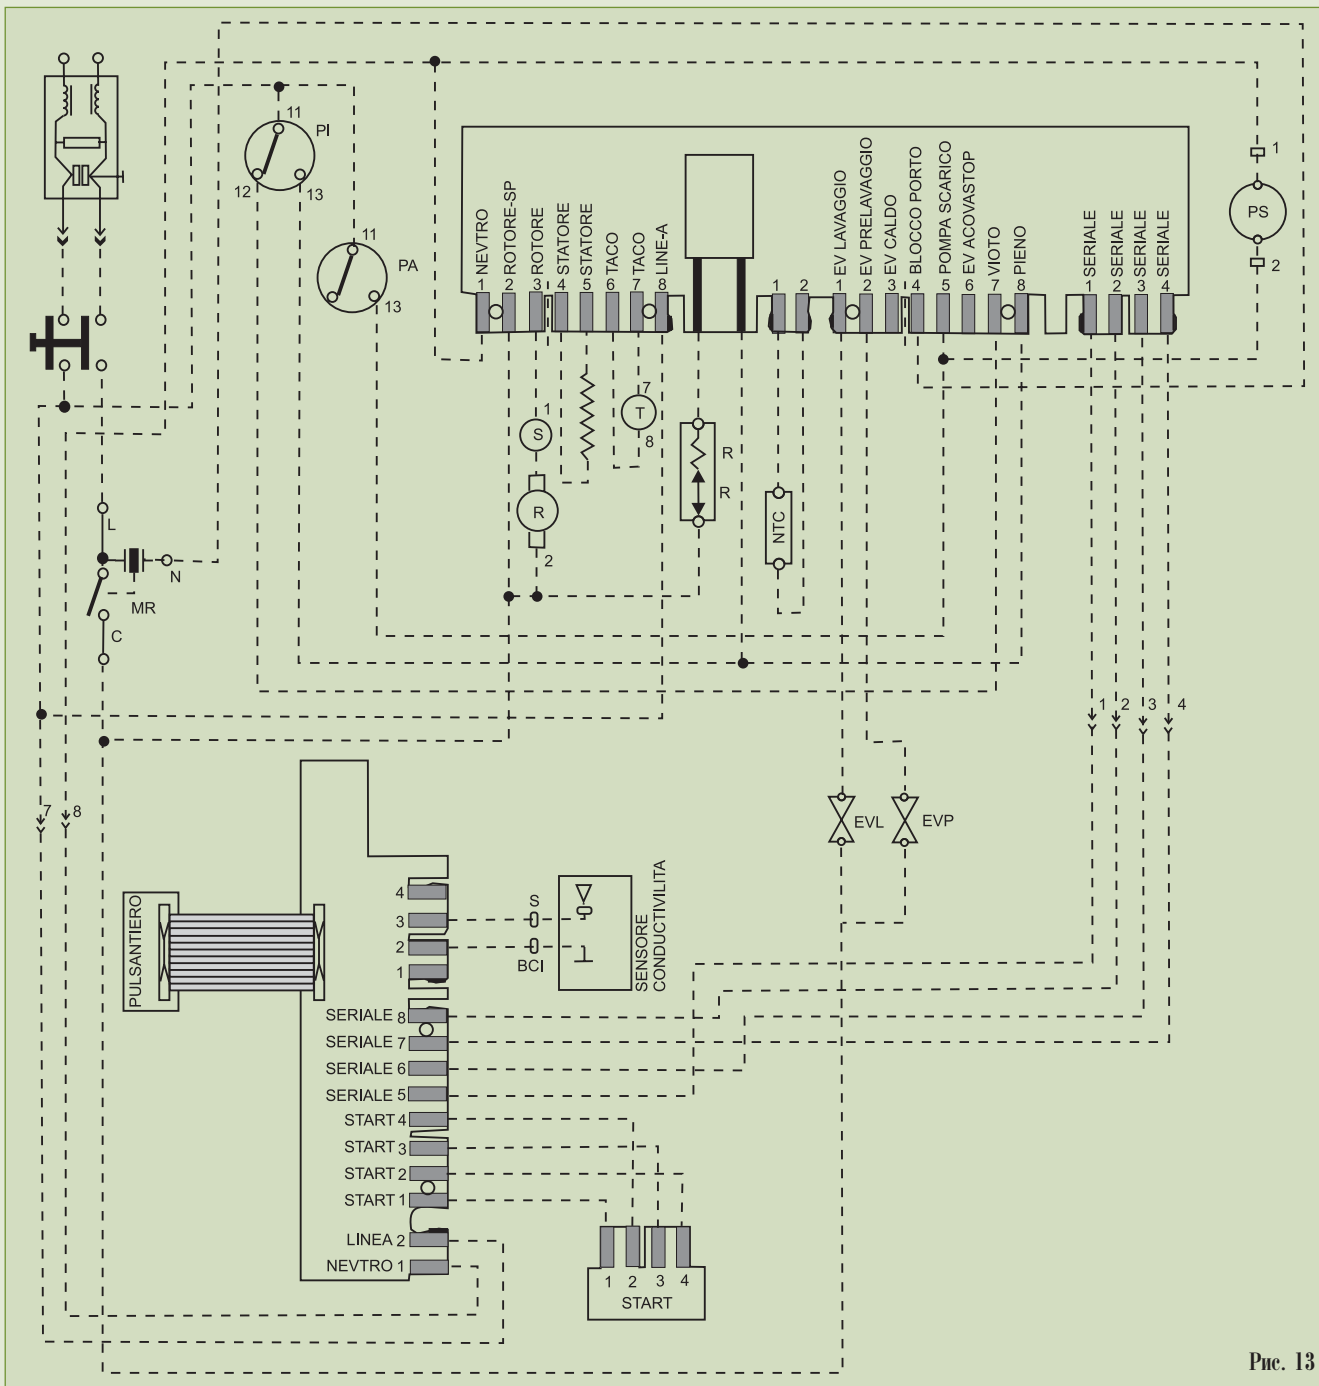 11
PI
12
13
11
PA
13
NEVTRO
ROTORE-SP
ROTORE
STATORE
STATORE
TACO
TACO
LINE-A
1
2
3
4
5
6
7
8
1
2
EV LAVAGGIO
EV PRELAVAGGIO
EV CALDO
BLOCCO PORTO
POMPA SCARICO
EV ACOVASTOP
VIOTO
PIENO
1
2
3
4
5
6
7
8
SERIALE
SERIALE
SERIALE
SERIALE
1
2
3
4
1
PS
2
1
S
R
2
7
T
8
R
R
NTC
L
N
MR
C
1
2
3
4
7
8
EVL
EVP
PULSANTIERO
4
3
2
1
S
BCI
SENSORE
CONDUCTIVILITA
SERIALE 8
SERIALE 7
SERIALE 6
SERIALE 5
START 4
START 3
START 2
START 1
LINEA 2
NEVTRO 1
1 2 3 4
START
Рис. 13